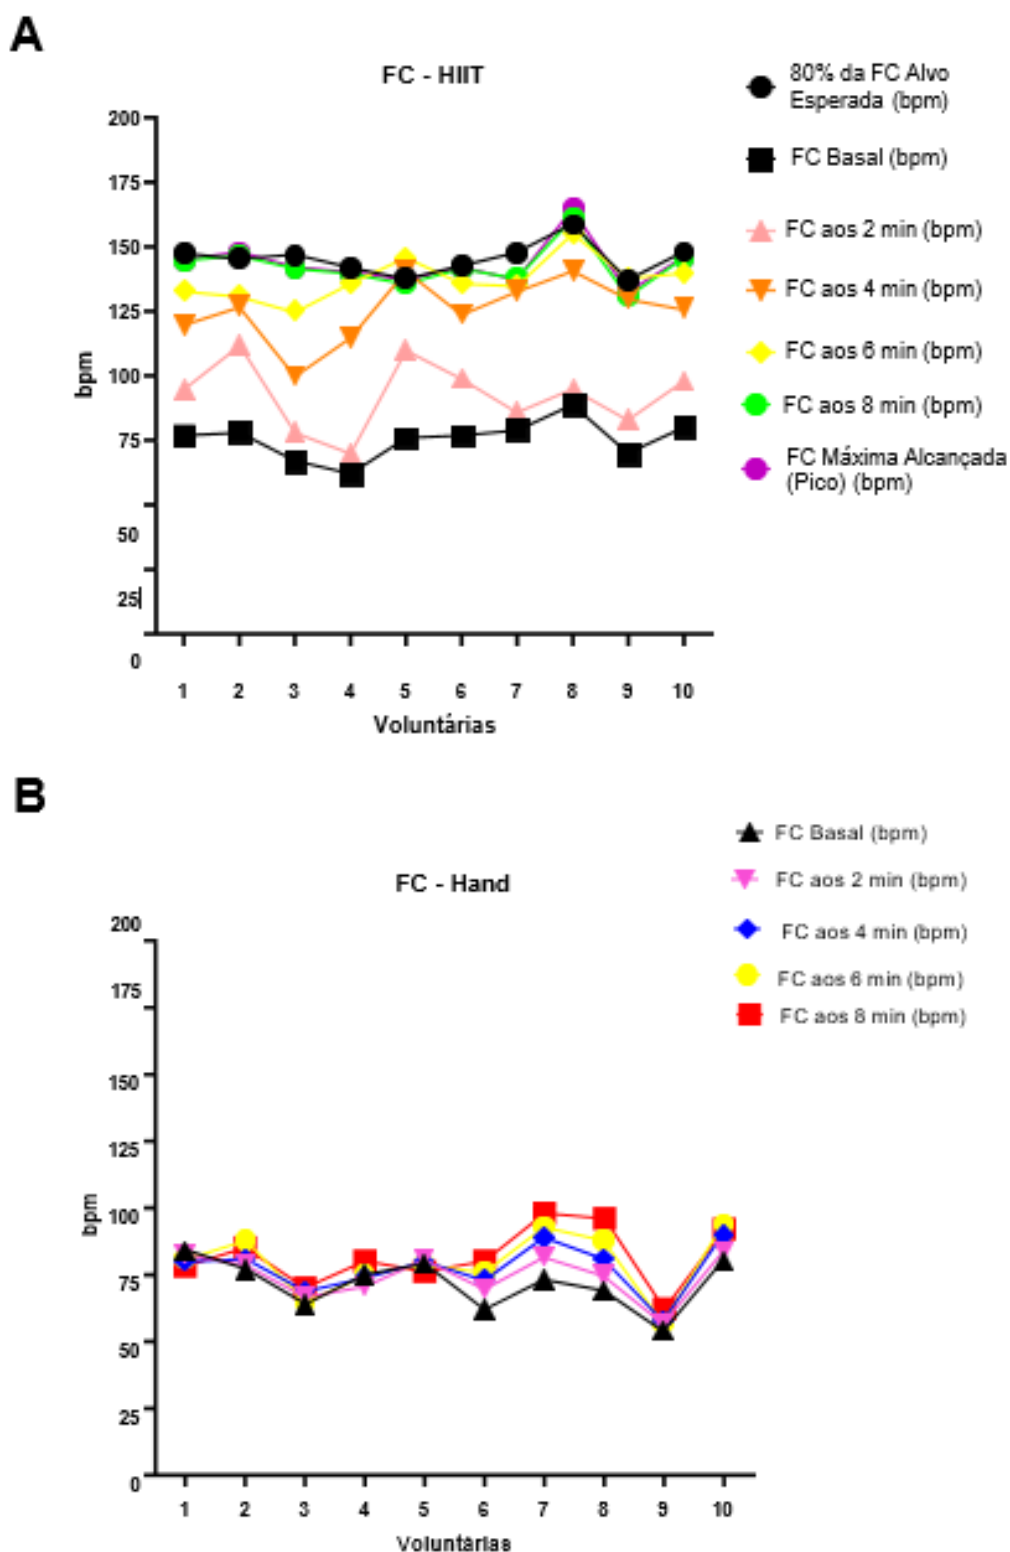 A
FC - HIIT
80% da FC Alvo
Esperada (bpm)
FC Basal (bpm)
FC aos 2 min (bpm)
FC aos 4 min (bpm)
FC aos 6 min (bpm)
FC aos 8 min (bpm)
FC Máxima Alcançada
(Pico) (bpm)
200
175
150
125
100
75
50
25
0
bpm
1 2 3 4 5 6 7 8 9 10
Voluntárias
B
FC - Hand
FC Basal (bpm)
FC aos 2 min (bpm)
FC aos 4 min (bpm)
FC aos 6 min (bpm)
FC aos 8 min (bpm)
200
175
150
125
100
75
50
25
0
bpm
1 2 3 4 5 6 7 8 9 10
Voluntárias